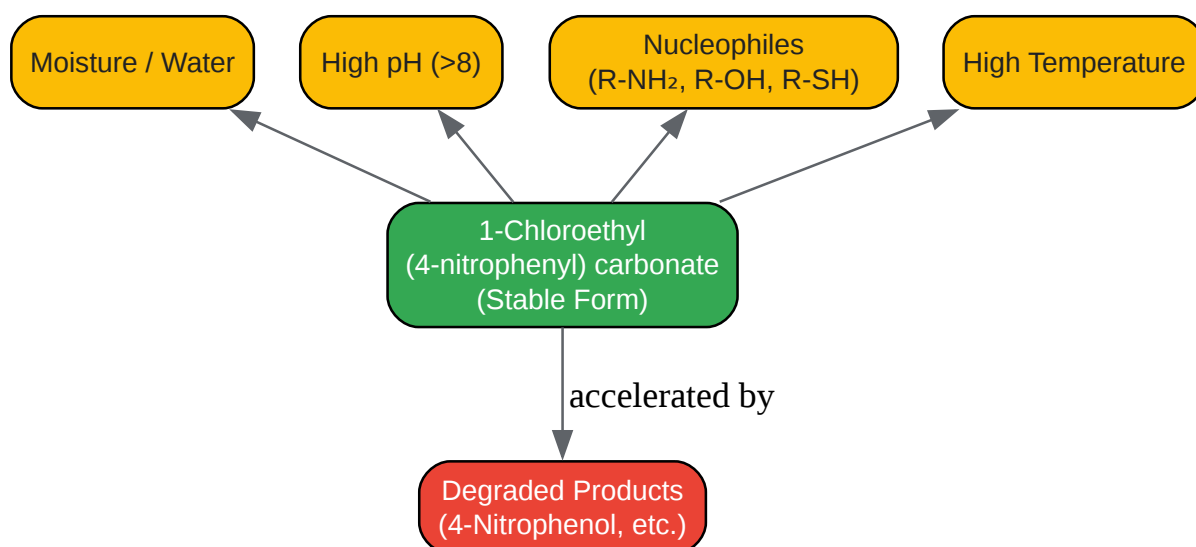 Moisture / Water
High pH (>8)
Nucleophiles
(R-NH₂, R-OH, R-SH)
High Temperature
1-Chloroethyl
(4-nitrophenyl) carbonate
(Stable Form)
accelerated by
Degraded Products
(4-Nitrophenol, etc.)